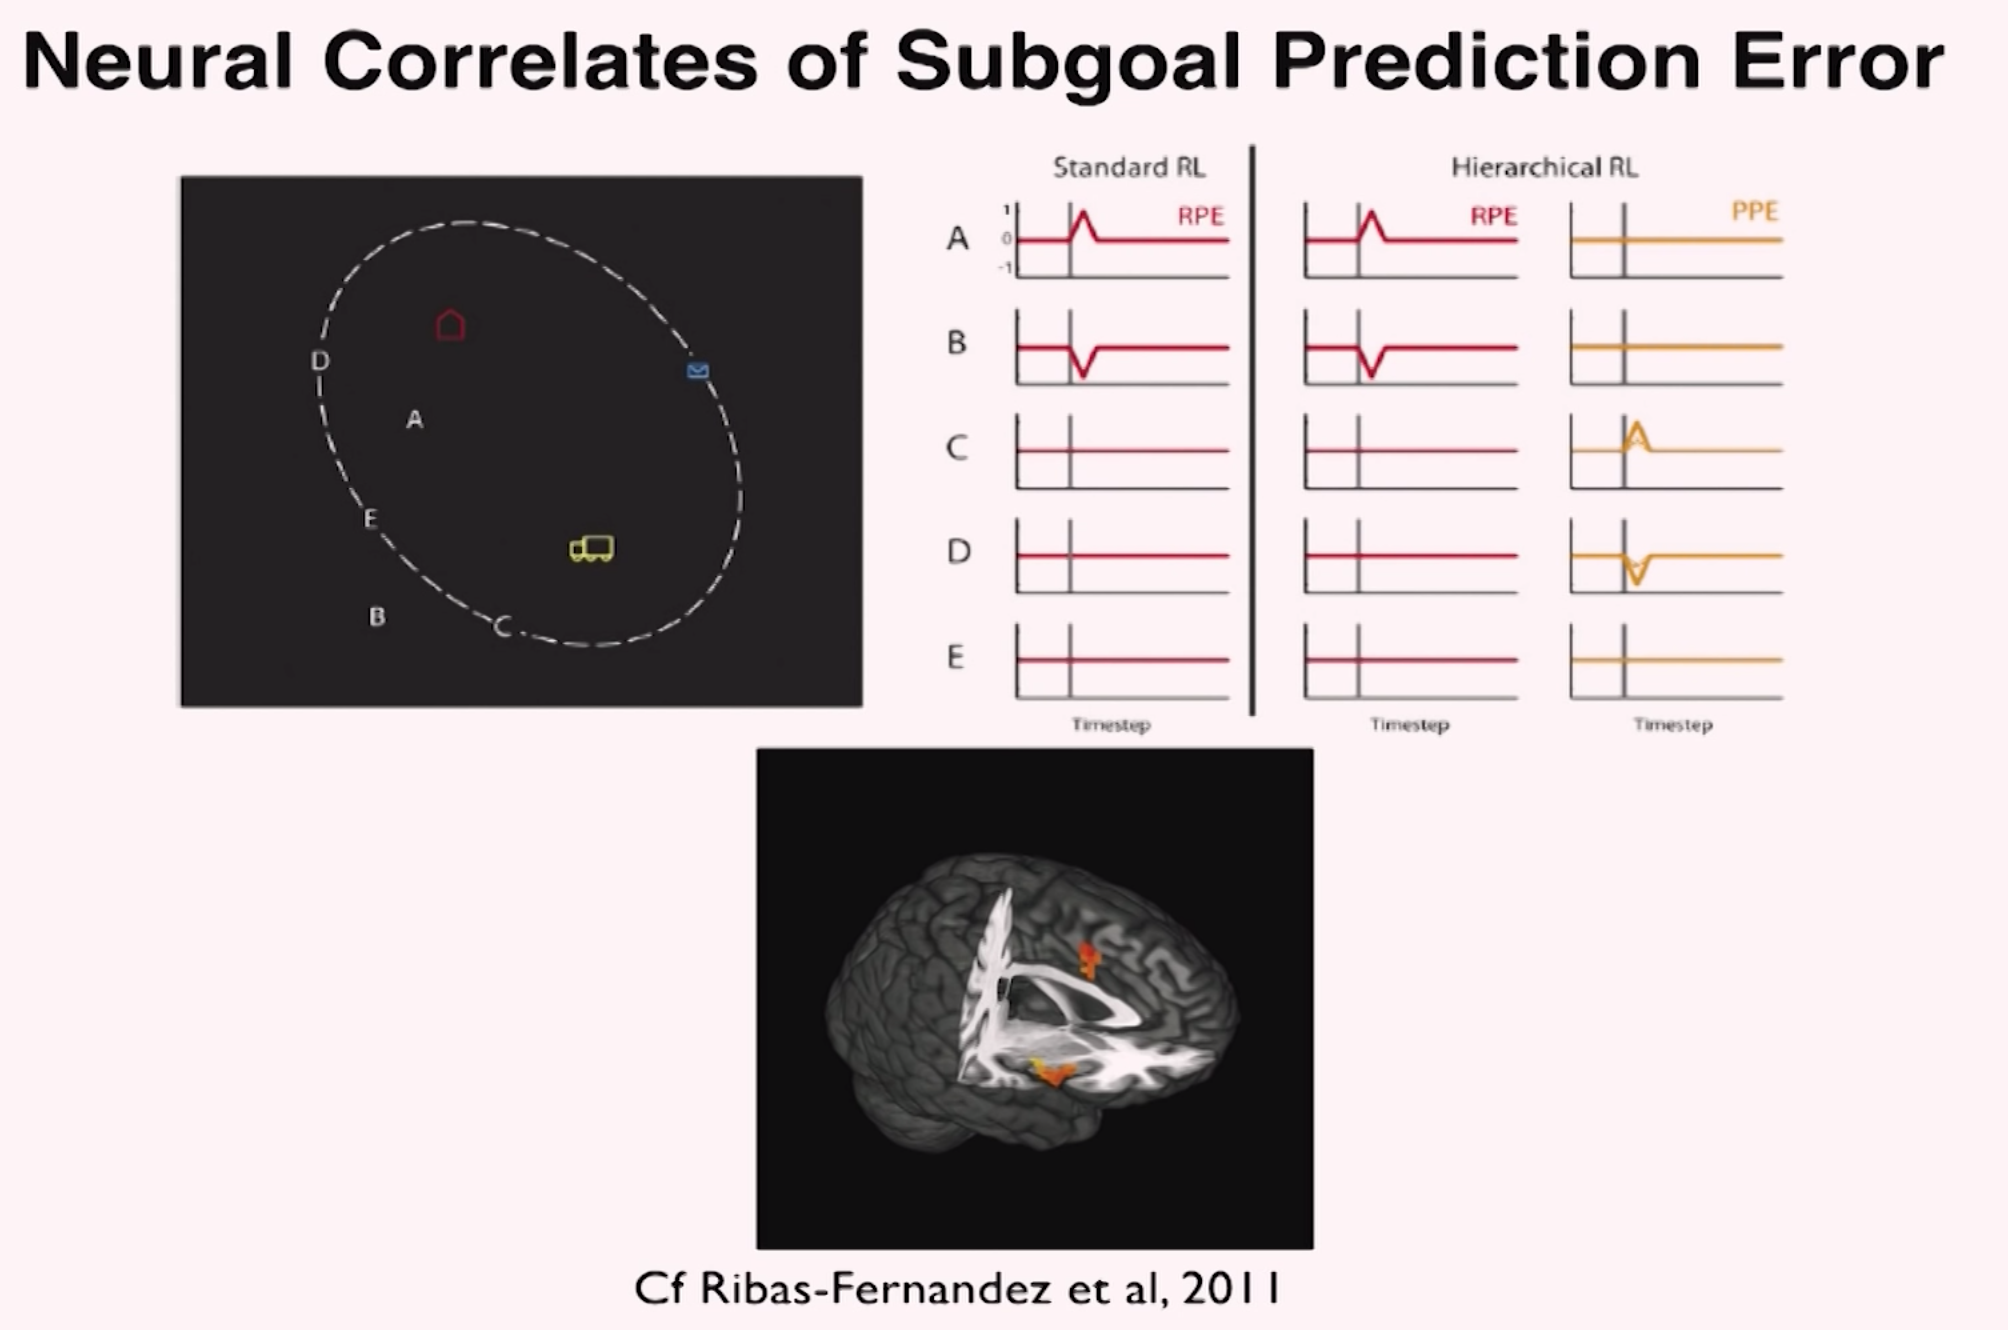 Neural Correlates of Subgoal Prediction Error
D
A
E
B
C
Standard RL
Hierarchical RL
A
1
0
-1
RPE
RPE
PPE
B
C
D
E
Timestep
Timestep
Timestep
Cf Ribas-Fernandez et al, 2011